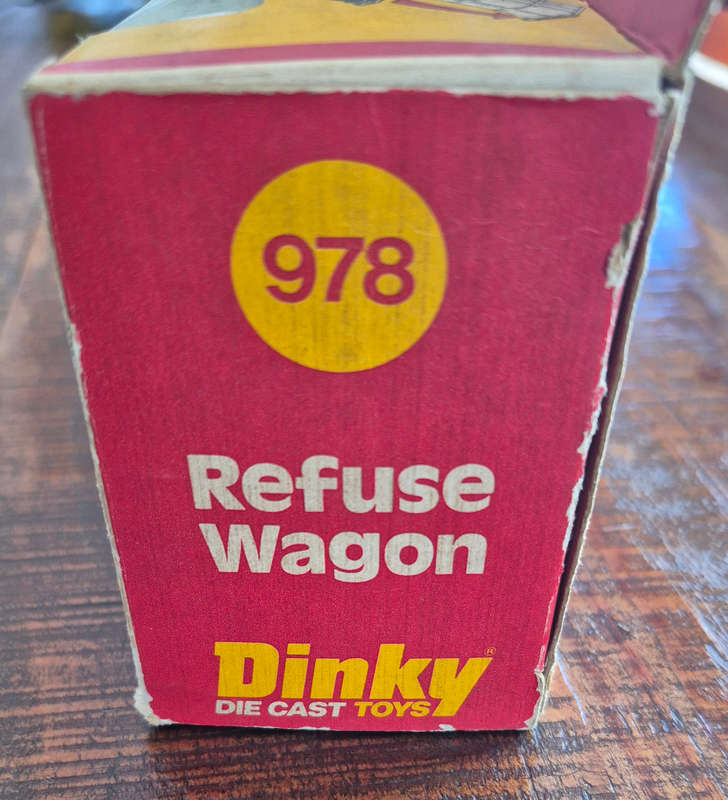 978
Refuse
Wagon
Dinky®
DIE CAST TOYS